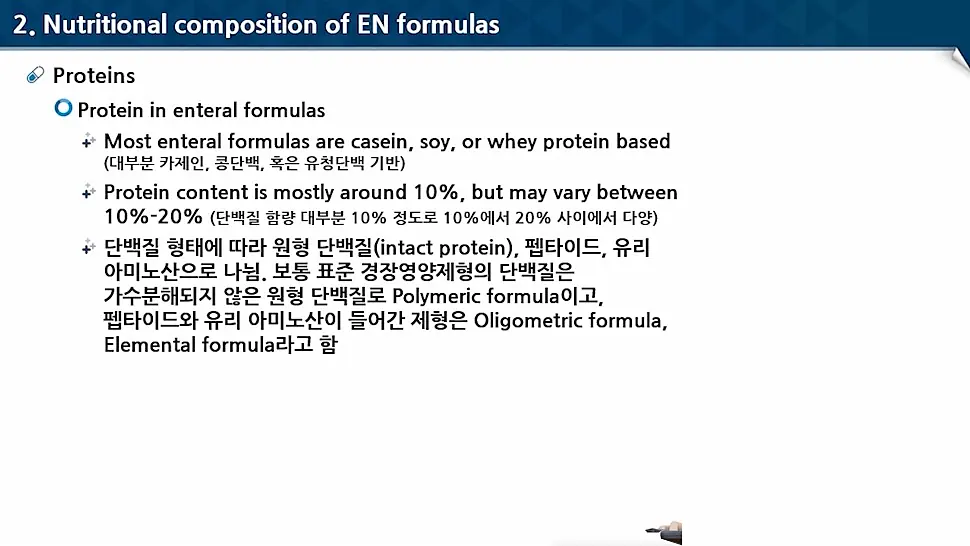 2. Nutritional composition of EN formulas
Proteins
Protein in enteral formulas
Most enteral formulas are casein, soy, or whey protein based
(대부분 카제인, 콩단백, 혹은 유청단백 기반)
Protein content is mostly around 10%, but may vary between
10%-20% (단백질 함량 대부분 10% 정도로 10%에서 20% 사이에서 다양)
단백질 형태에 따라 원형 단백질(intact protein), 펩타이드, 유리
아미노산으로 나뉨. 보통 표준 경장영양제형의 단백질은
가수분해되지 않은 원형 단백질로 Polymeric formula이고,
펩타이드와 유리 아미노산이 들어간 제형은 Oligometric formula,
Elemental formula라고 함